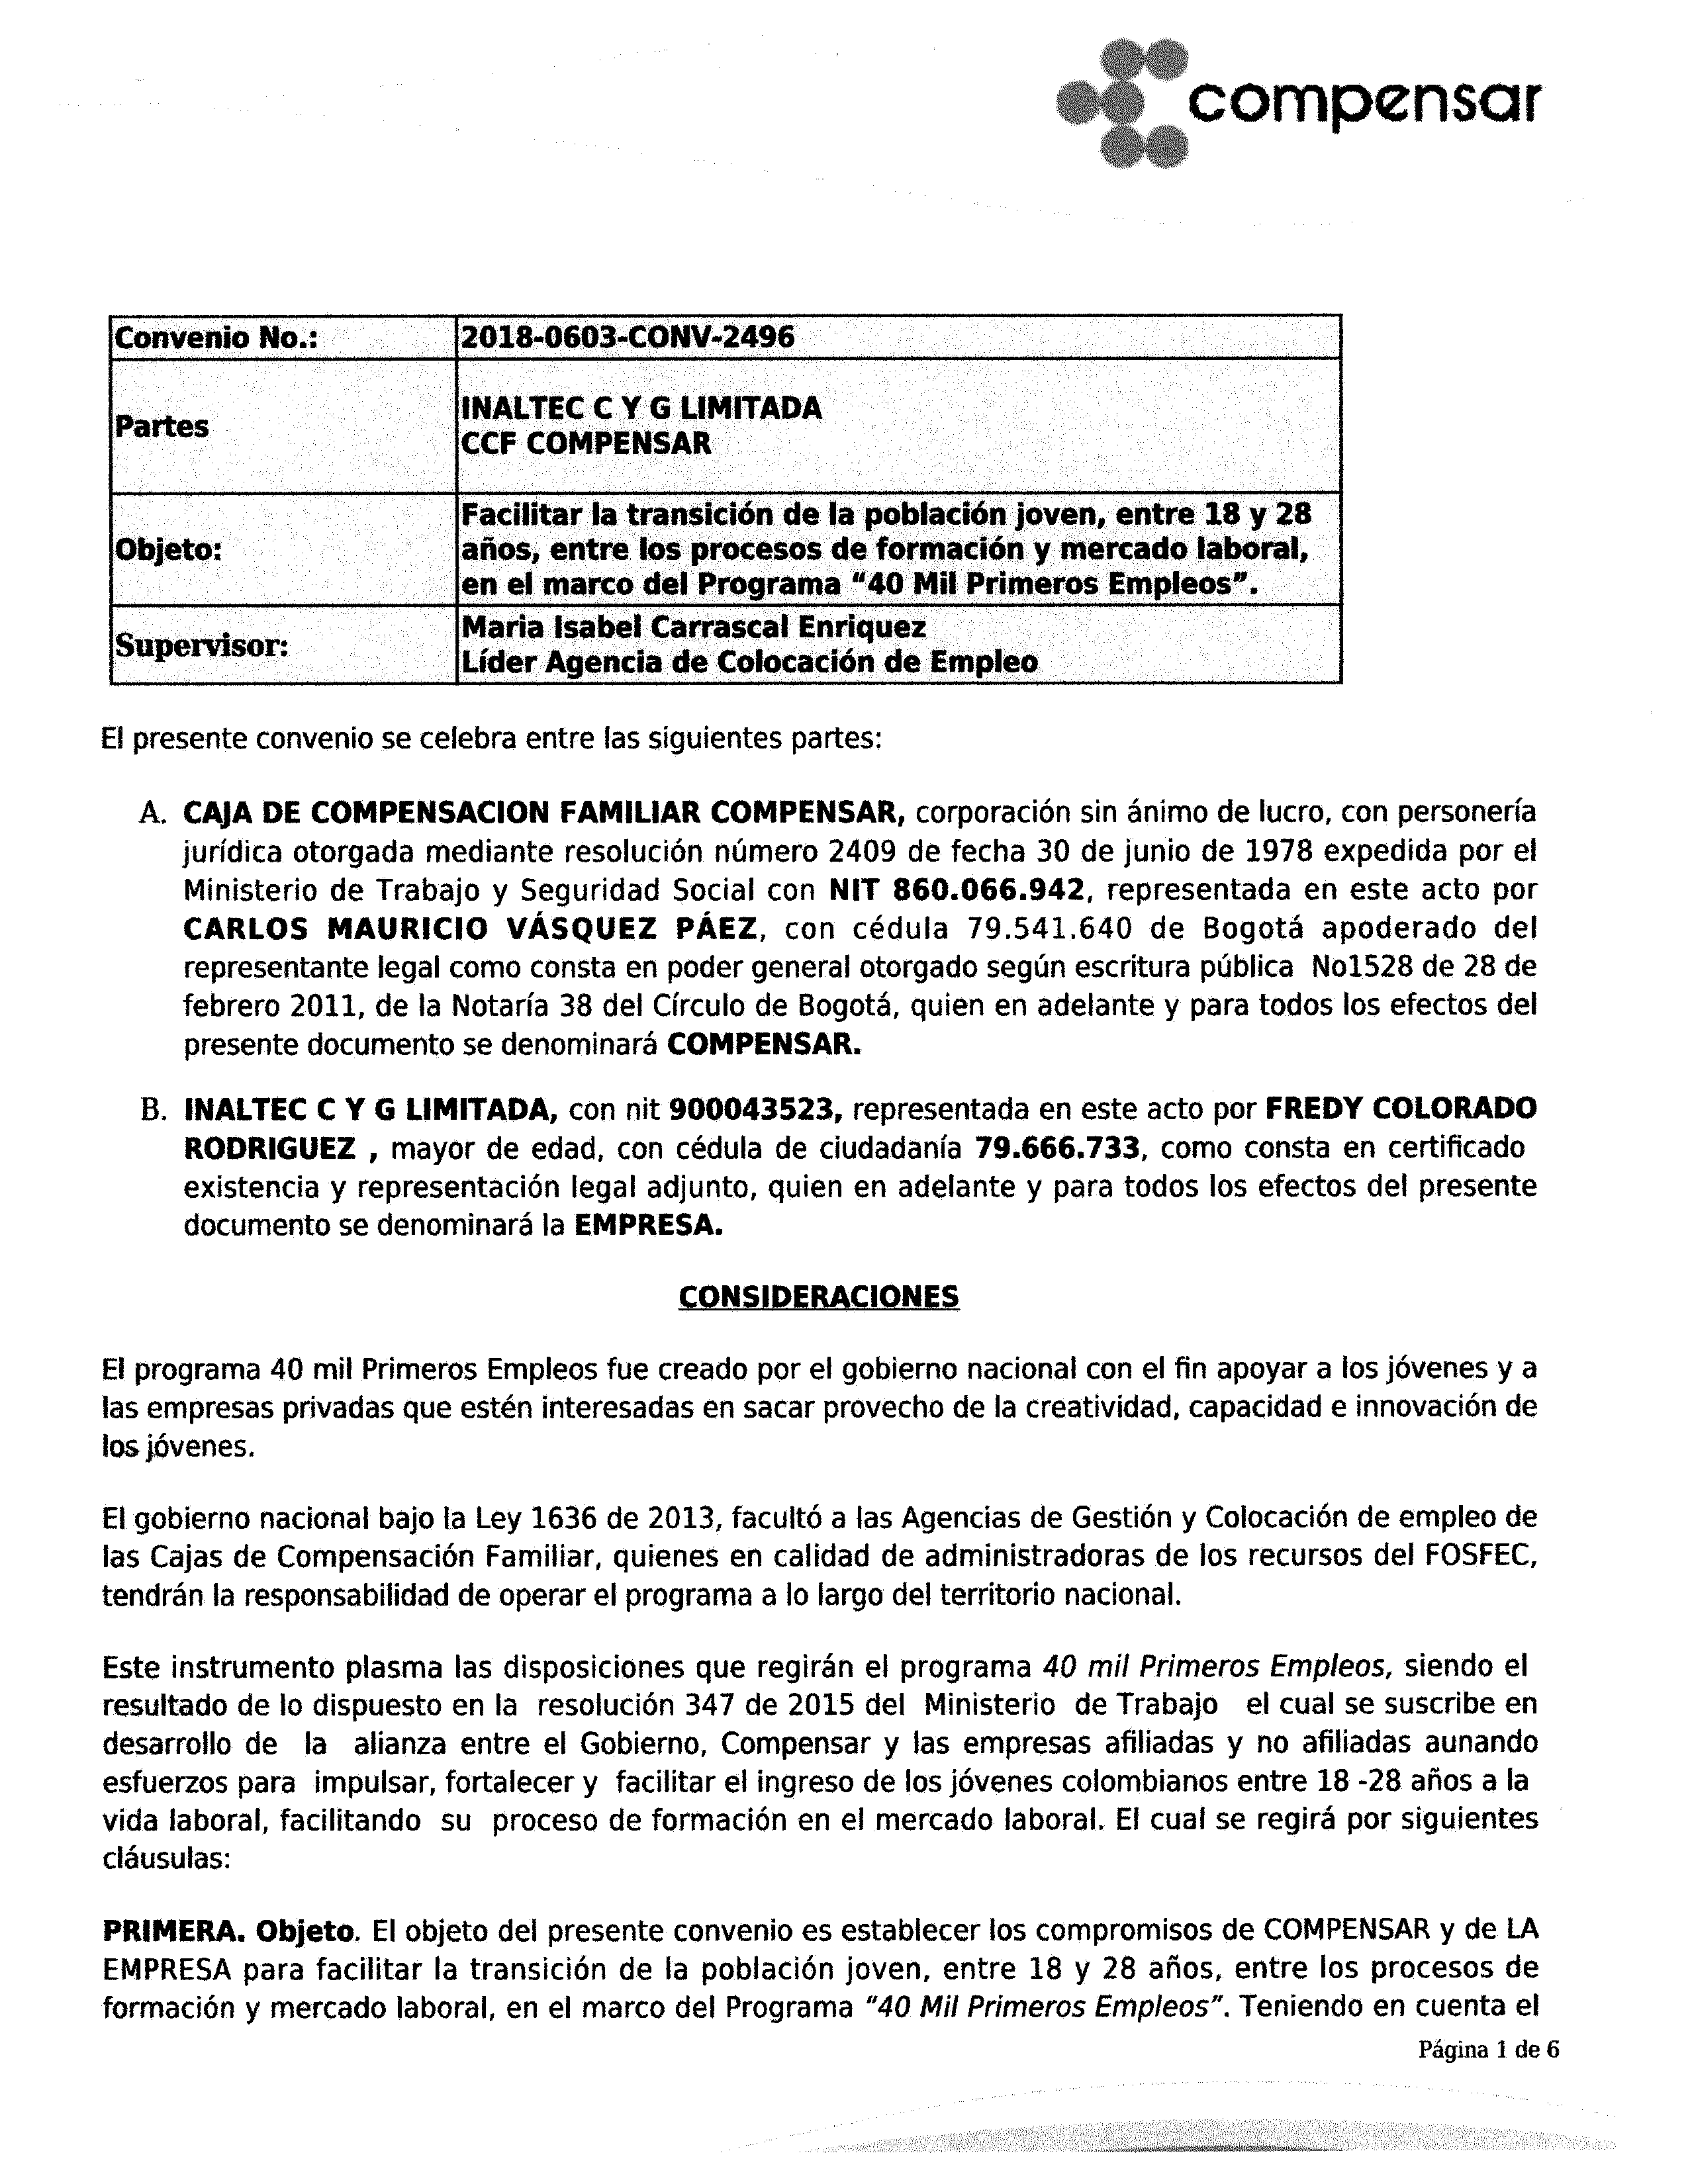 compensar
Convenio No.: 2018-0603-CONV-2496
Partes
INALTEC C Y G LIMITADA
CCF COMPENSAR
Objeto:
Facilitar la transición de la población joven, entre 18 y 28
años, entre los procesos de formación y mercado laboral,
en el marco del Programa "40 Mil Primeros Empleos".
Supervisor:
Maria Isabel Carrascal Enriquez
Líder Agencia de Colocación de Empleo
El presente convenio se celebra entre las siguientes partes:
A. CAJA DE COMPENSACION FAMILIAR COMPENSAR, corporación sin ánimo de lucro, con personería
jurídica otorgada mediante resolución número 2409 de fecha 30 de junio de 1978 expedida por el
Ministerio de Trabajo y Seguridad Social con NIT 860.066.942, representada en este acto por
CARLOS MAURICIO VÁSQUEZ PÁEZ, con cédula 79.541.640 de Bogotá apoderado del
representante legal como consta en poder general otorgado según escritura pública No1528 de 28 de
febrero 2011, de la Notaría 38 del Círculo de Bogotá, quien en adelante y para todos los efectos del
presente documento se denominará COMPENSAR.
B. INALTEC C Y G LIMITADA, con nit 900043523, representada en este acto por FREDY COLORADO
RODRIGUEZ , mayor de edad, con cédula de ciudadanía 79.666.733, como consta en certificado
existencia y representación legal adjunto, quien en adelante y para todos los efectos del presente
documento se denominará la EMPRESA.
CONSIDERACIONES
El programa 40 mil Primeros Empleos fue creado por el gobierno nacional con el fin apoyar a los jóvenes y a
las empresas privadas que estén interesadas en sacar provecho de la creatividad, capacidad e innovación de
los jóvenes.
El gobierno nacional bajo la Ley 1636 de 2013, facultó a las Agencias de Gestión y Colocación de empleo de
las Cajas de Compensación Familiar, quienes en calidad de administradoras de los recursos del FOSFEC,
tendrán la responsabilidad de operar el programa a lo largo del territorio nacional.
Este instrumento plasma las disposiciones que regirán el programa 40 mil Primeros Empleos, siendo el
resultado de lo dispuesto en la resolución 347 de 2015 del Ministerio de Trabajo el cual se suscribe en
desarrollo de la alianza entre el Gobierno, Compensar y las empresas afiliadas y no afiliadas aunando
esfuerzos para impulsar, fortalecer y facilitar el ingreso de los jóvenes colombianos entre 18 -28 años a la
vida laboral, facilitando su proceso de formación en el mercado laboral. El cual se regirá por siguientes
cláusulas:
PRIMERA. Objeto. El objeto del presente convenio es establecer los compromisos de COMPENSAR y de LA
EMPRESA para facilitar la transición de la población joven, entre 18 y 28 años, entre los procesos de
formación y mercado laboral, en el marco del Programa "40 Mil Primeros Empleos". Teniendo en cuenta el
Página 1 de 6